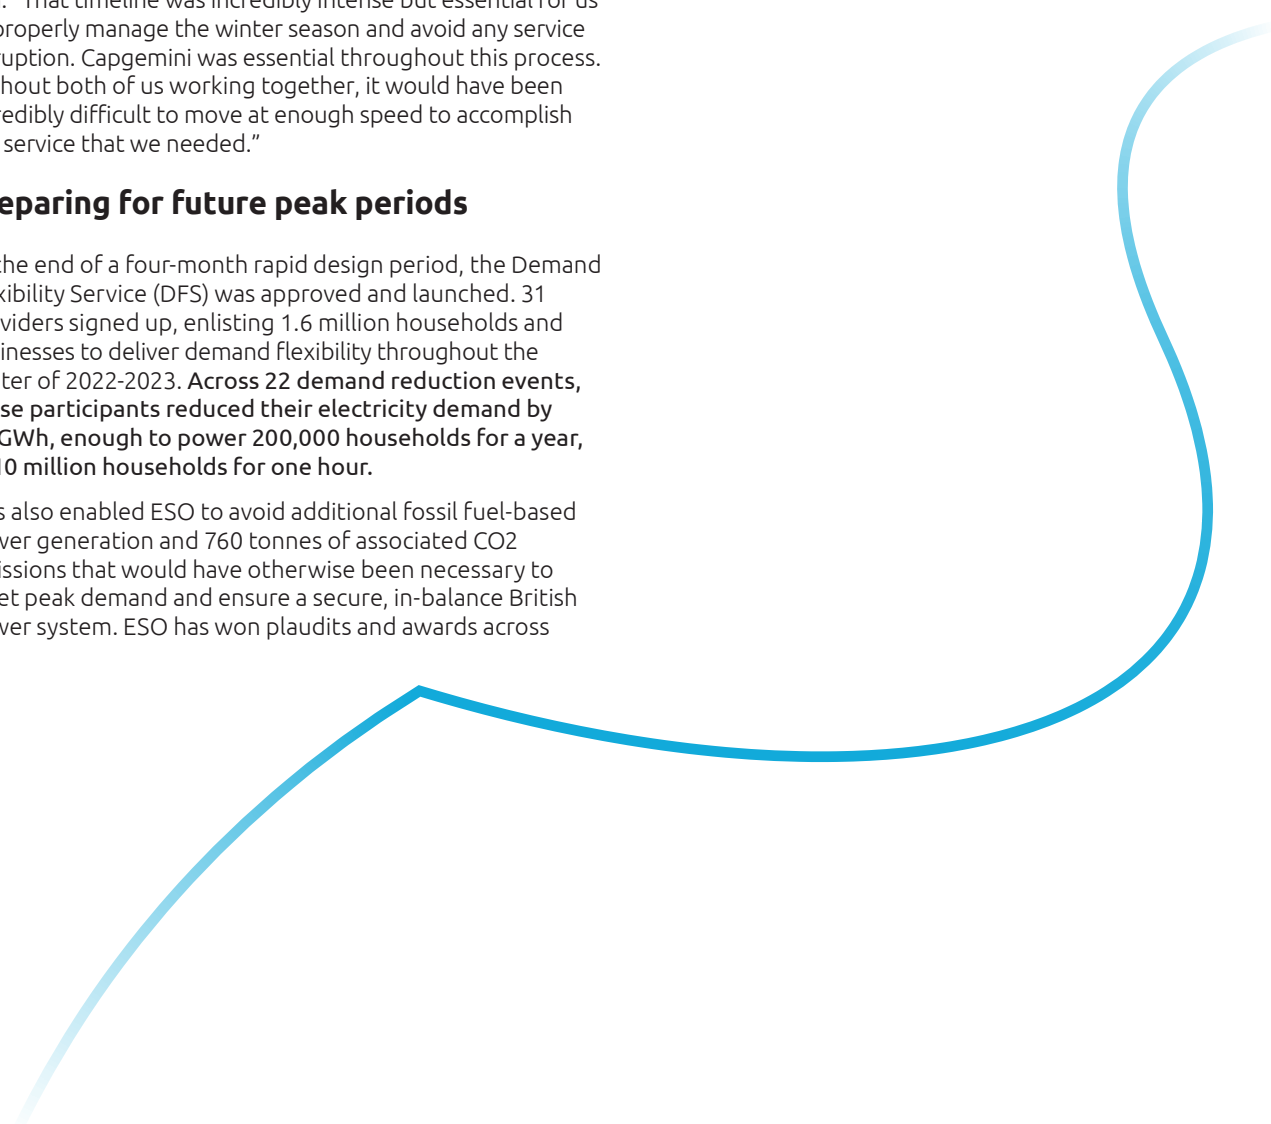 “That timeline was incredibly intense but essential for us
properly manage the winter season and avoid any service
ruption. Capgemini was essential throughout this process.
hout both of us working together, it would have been
redibly difficult to move at enough speed to accomplish
service that we needed.”
eparing for future peak periods
the end of a four-month rapid design period, the Demand
xibility Service (DFS) was approved and launched. 31
viders signed up, enlisting 1.6 million households and
inesses to deliver demand flexibility throughout the
ter of 2022-2023. Across 22 demand reduction events,
se participants reduced their electricity demand by
GWh, enough to power 200,000 households for a year,
10 million households for one hour.
s also enabled ESO to avoid additional fossil fuel-based
wer generation and 760 tonnes of associated CO2
issions that would have otherwise been necessary to
et peak demand and ensure a secure, in-balance British
wer system. ESO has won plaudits and awards across